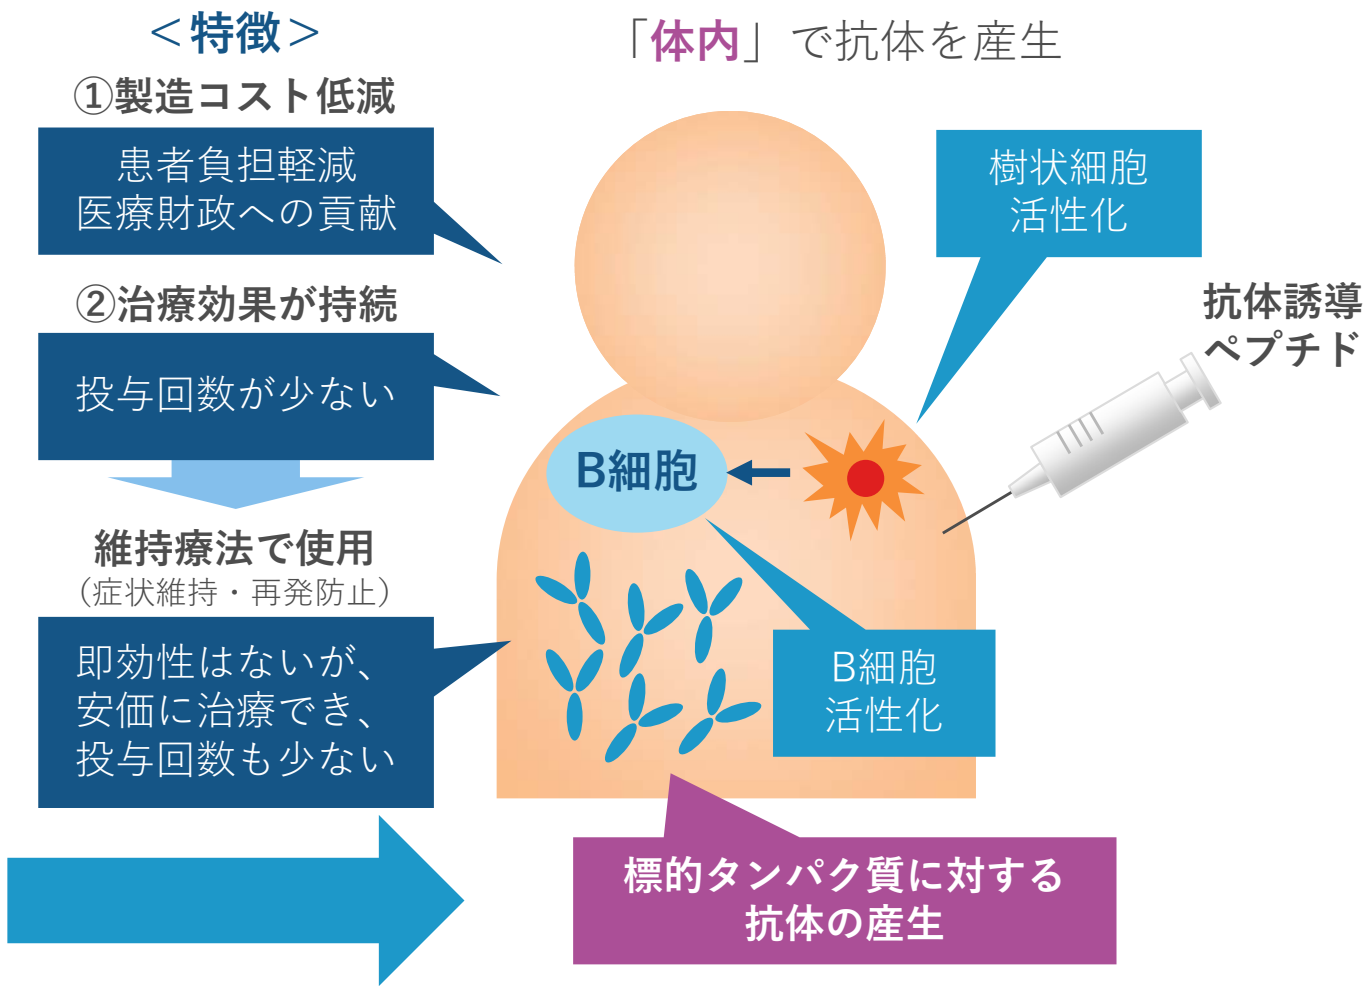 ＜特徴＞
①製造コスト低減
患者負担軽減
医療財政への貢献
②治療効果が持続
投与回数が少ない
維持療法で使用
（症状維持・再発防止）
即効性はないが、
安価に治療でき、
投与回数も少ない
「体内」で抗体を産生
樹状細胞
活性化
抗体誘導
ペプチド
B細胞
B細胞
活性化
標的タンパク質に対する
抗体の産生